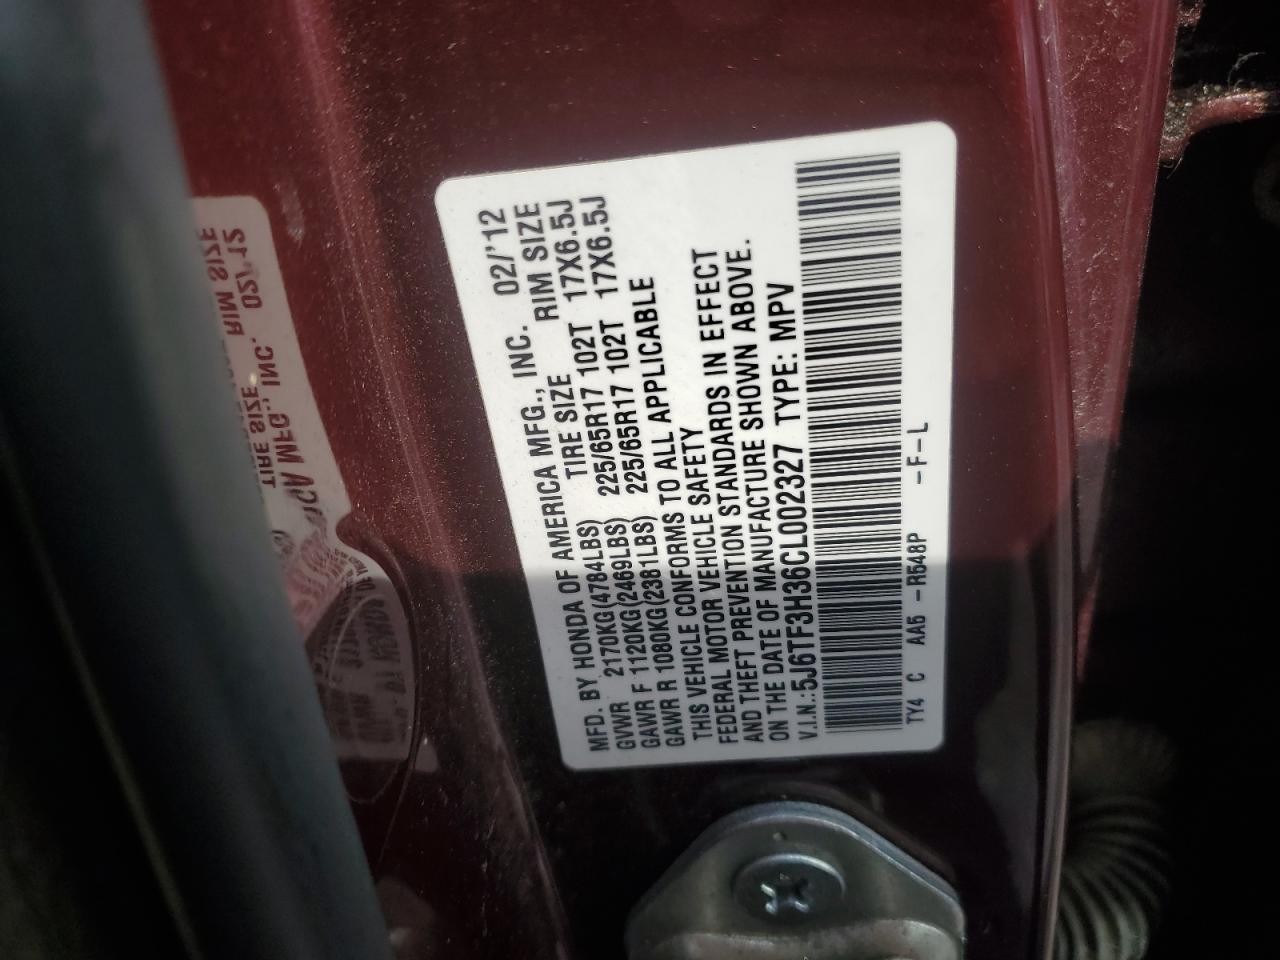 MFD. BY HONDA OF AMERICA MFG., INC. 02/'12
GVWR 2170KG(4784LBS) TIRE SIZE RIM SIZE
GAWR F 1120KG(2469LBS) 225/65R17 102T 17X6.5J
GAWR R 1080KG(2381LBS) 225/65R17 102T 17X6.5J
THIS VEHICLE CONFORMS TO ALL APPLICABLE
FEDERAL MOTOR VEHICLE SAFETY
AND THEFT PREVENTION STANDARDS IN EFFECT
ON THE DATE OF MANUFACTURE SHOWN ABOVE.
V.I.N.: 5J6TF3H36CL002327 TYPE: MPV
TY4 C AA5 -R548P -F-L